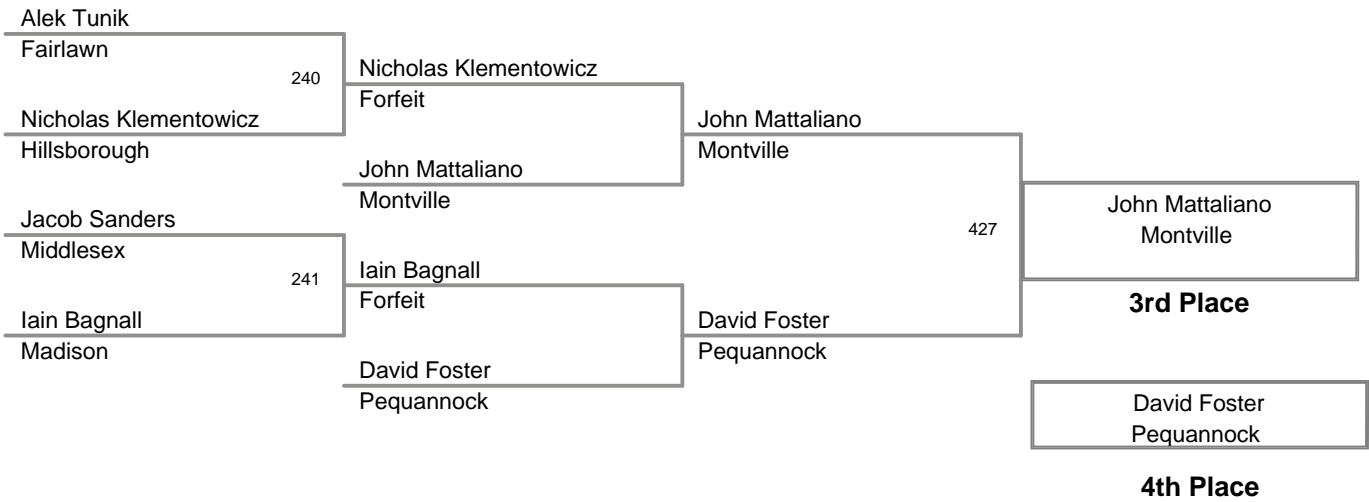 Alek Tunik
Fairlawn
240
Nicholas Klementowicz
Hillsborough
Jacob Sanders
Middlesex
241
Iain Bagnall
Madison
Nicholas Klementowicz
Forfeit
John Mattaliano
Montville
Iain Bagnall
Forfeit
David Foster
Pequannock
John Mattaliano
Montville
427
David Foster
Pequannock
John Mattaliano
Montville
3rd Place
David Foster
Pequannock
4th Place